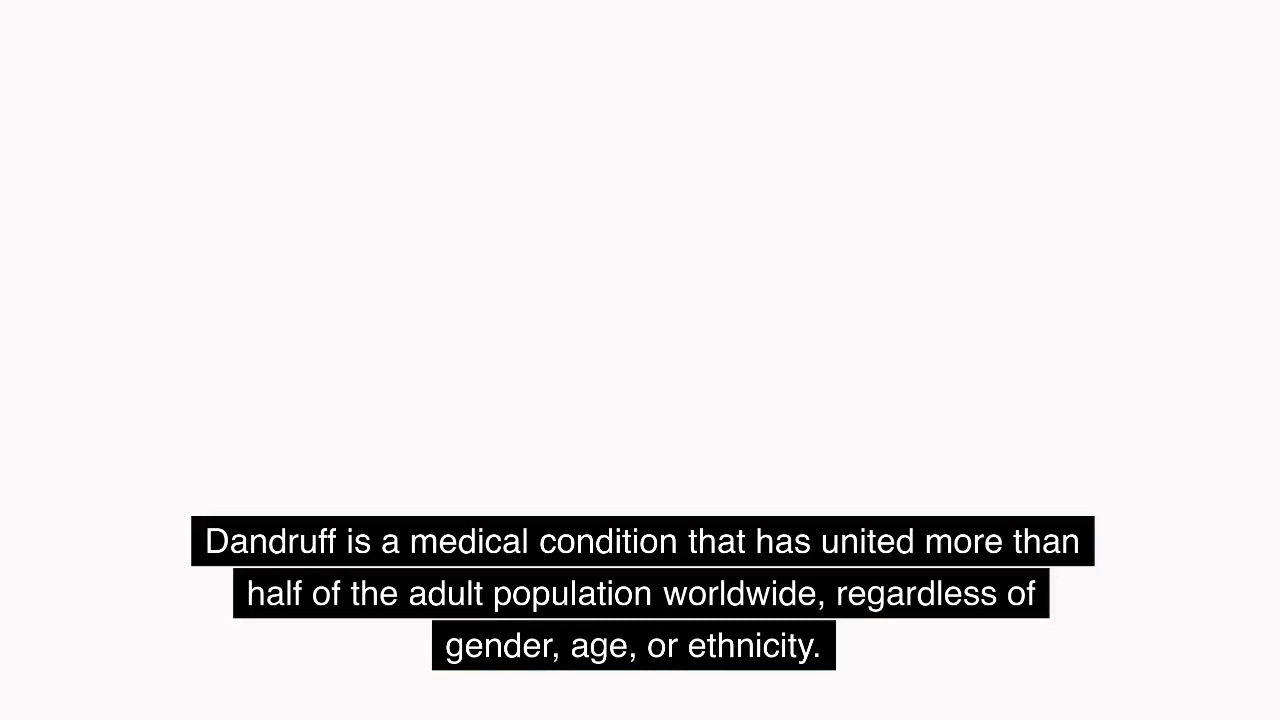 Dandruff is a medical condition that has united more than
half of the adult population worldwide, regardless of
gender, age, or ethnicity.